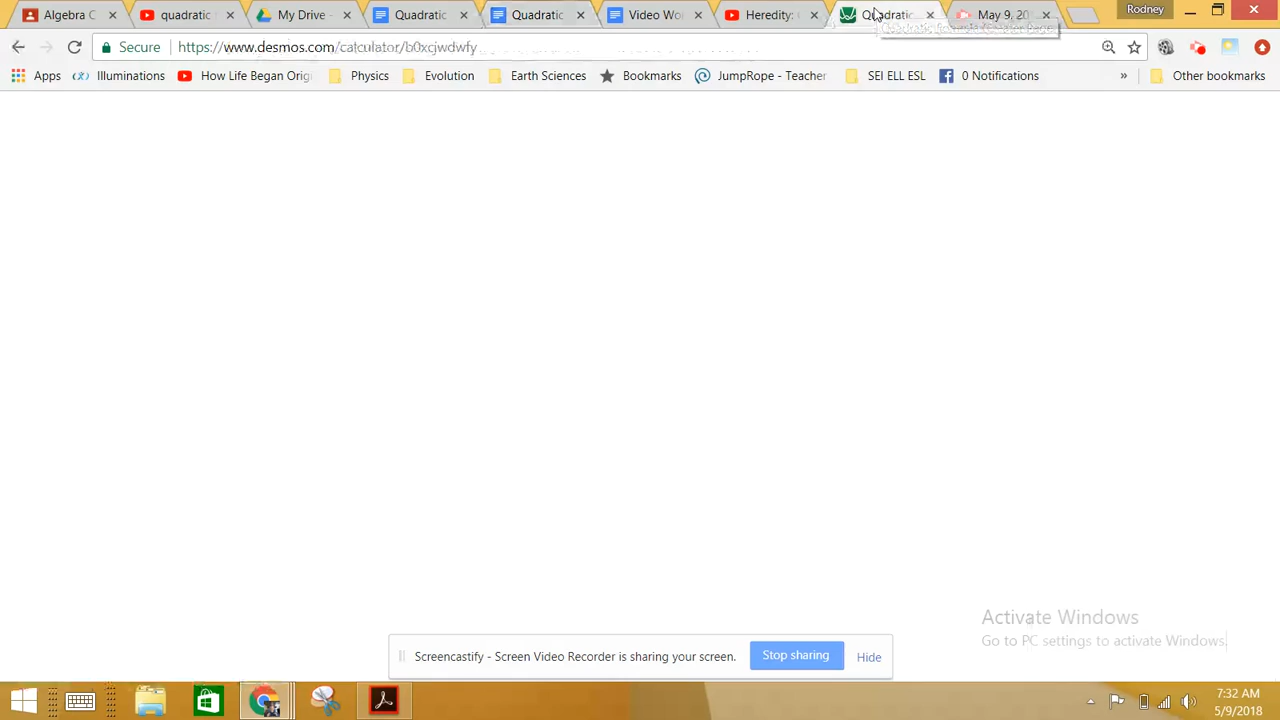 Algebra C
quadratic
My Drive -
Quadratic
Quadratic
Video Wo
Heredity
Quadratic
May 9, 20
Rodney
Secure
https://www.desmos.com/calculator/b0xcjwdwfy
Apps
Illuminations
How Life Began Orig
Physics
Evolution
Earth Sciences
Bookmarks
JumpRope - Teacher
SEI ELL ESL
0 Notifications
»
Other bookmarks
Activate Windows
Go to PC settings to activate Windows.
Screencastify - Screen Video Recorder is sharing your screen.
Stop sharing
Hide
7:32 AM
5/9/2018